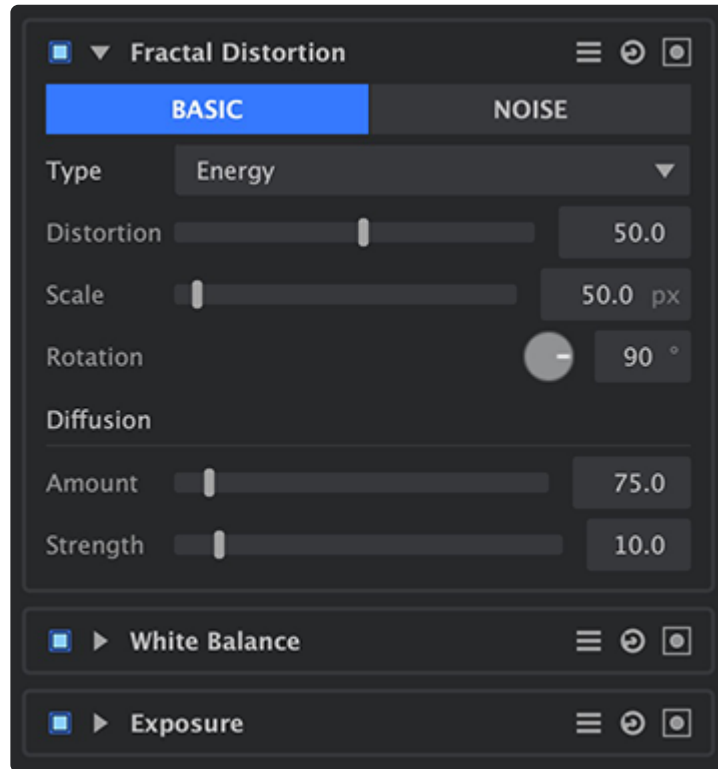 Fractal Distortion
BASIC NOISE
Type Energy
Distortion 50.0
Scale 50.0 px
Rotation 90 °
Diffusion
Amount 75.0
Strength 10.0
White Balance
Exposure